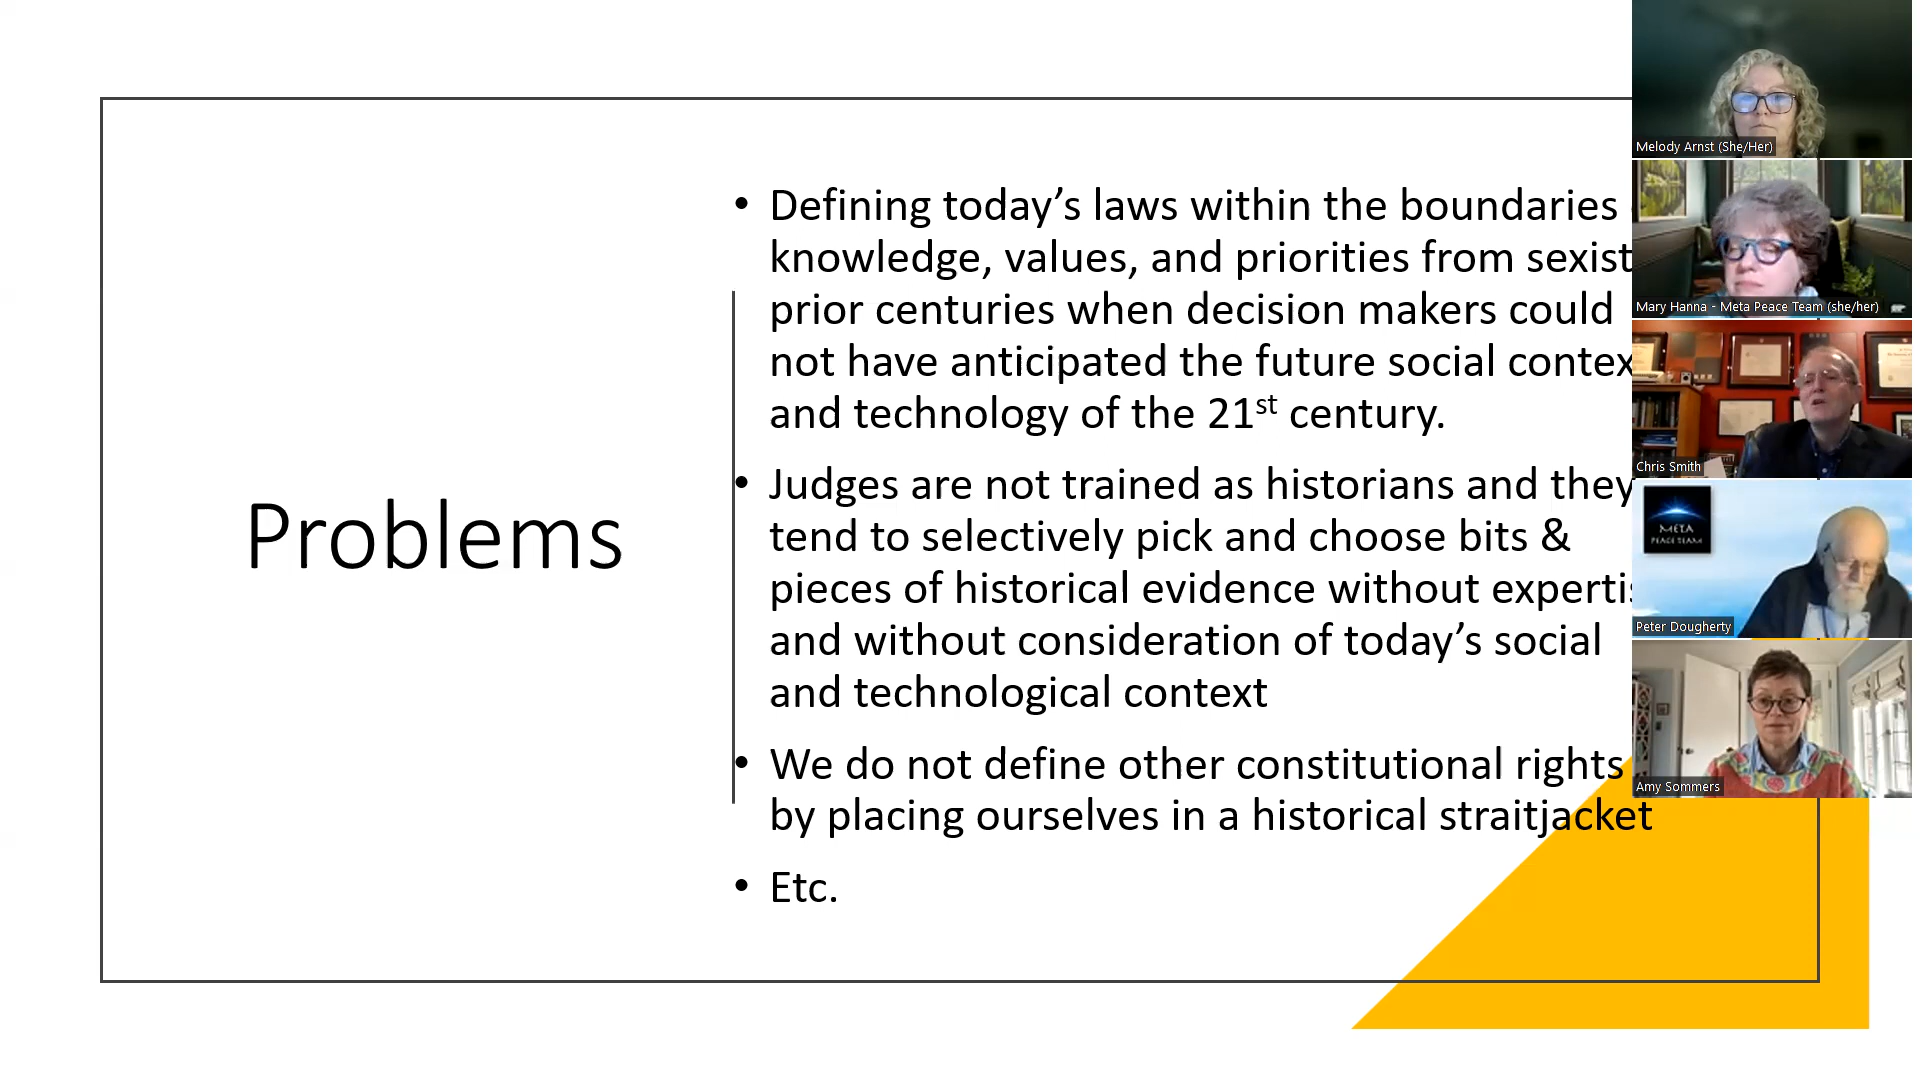 Problems
• Defining today’s laws within the boundaries
knowledge, values, and priorities from sexist
prior centuries when decision makers could
not have anticipated the future social contex
and technology of the 21st century.
• Judges are not trained as historians and they
tend to selectively pick and choose bits &
pieces of historical evidence without experti
and without consideration of today’s social
and technological context
• We do not define other constitutional rights
by placing ourselves in a historical straitjacket
• Etc.
Melody Arnst (She/Her)
Mary Hanna - Meta Peace Team (she/her)
Chris Smith
META
PEACE TEAM
Peter Dougherty
Amy Sommers